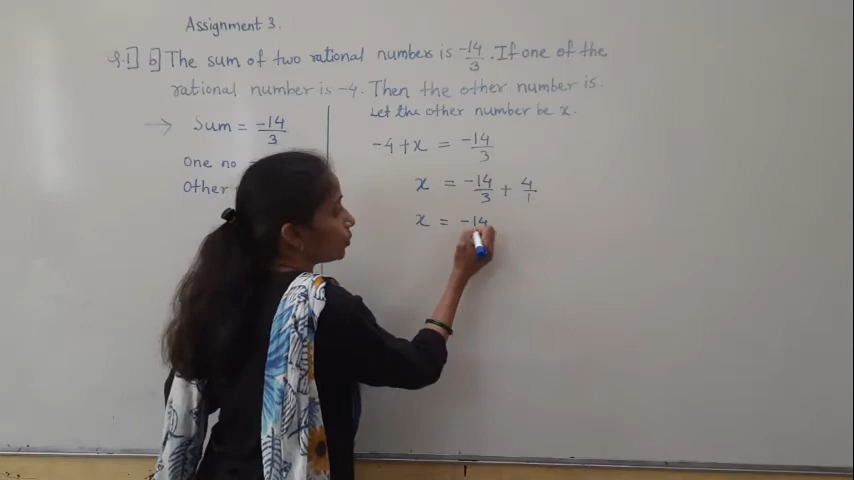 Assignment 3.
Q.1] b] The sum of two rational number is -14/3. If one of the
rational number is -4. Then the other number is.
→ Sum = -14/3
one no =
Other
Let the other number be x.
-4+x = -14/3
x = -14/3 + 4/1
x = -14